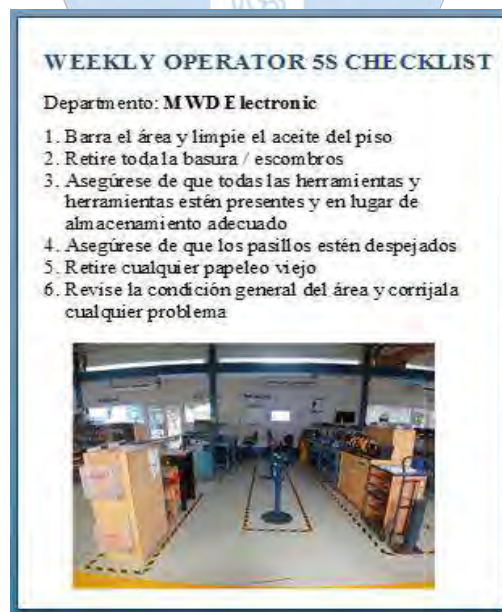 WEEKLY OPERATOR 5S CHECKLIST
Departmento: MWD Electronic
1. Barra el área y limpie el aceite del piso
2. Retire toda la basura / escombros
3. Asegúrese de que todas las herramientas y
herramientas estén presentes y en lugar de
almacenamiento adecuado
4. Asegúrese de que los pasillos estén despejados
5. Retire cualquier papeleo viejo
6. Revise la condición general del área y corrijala
cualquier problema